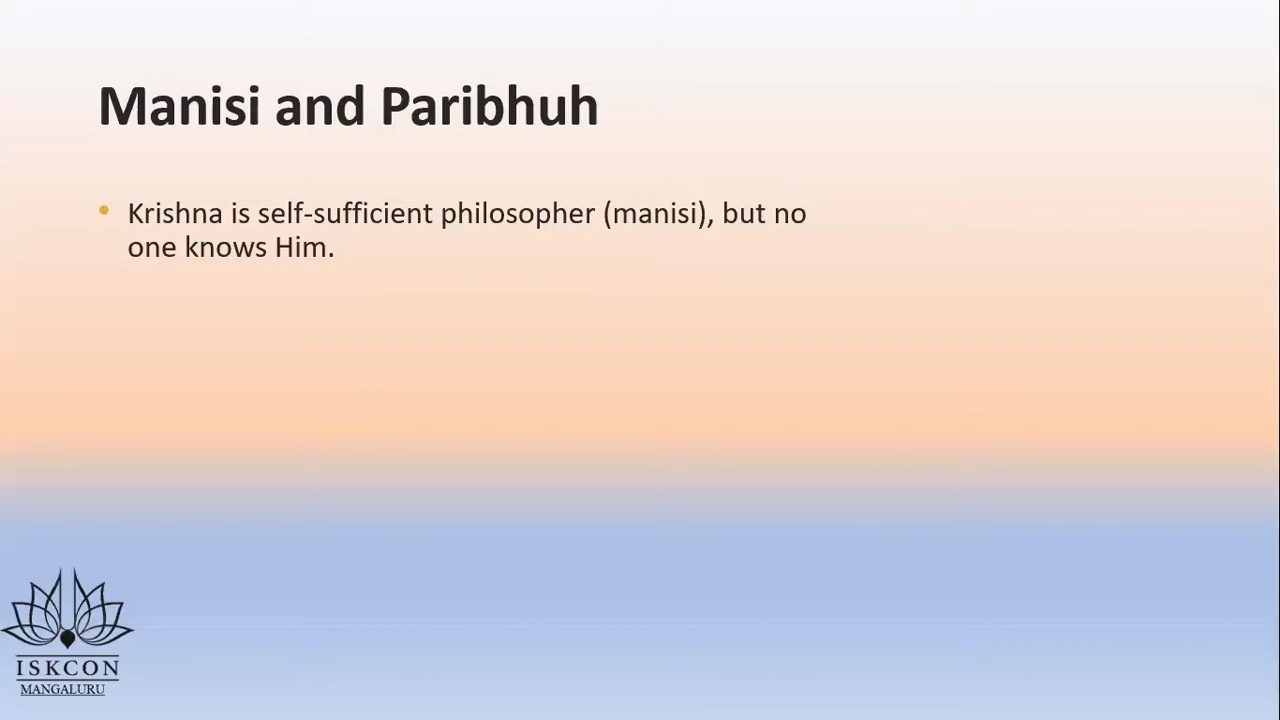 Manisi and Paribhuh
• Krishna is self-sufficient philosopher (manisi), but no
one knows Him.
ISKCON
MANGALURU